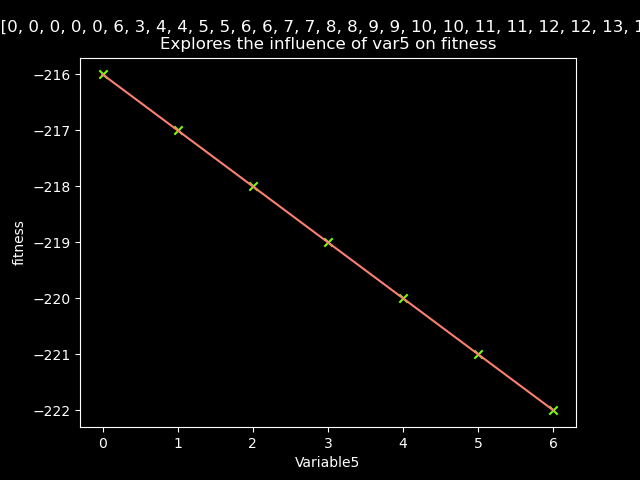 [0, 0, 0, 0, 0, 6, 3, 4, 4, 5, 5, 6, 6, 7, 7, 8, 8, 9, 9, 10, 10, 11, 11, 12, 12, 13, 1
Explores the influence of var5 on fitness
−216
−217
−218
−219
−220
−221
−222
fitness
0 1 2 3 4 5 6
Variable5